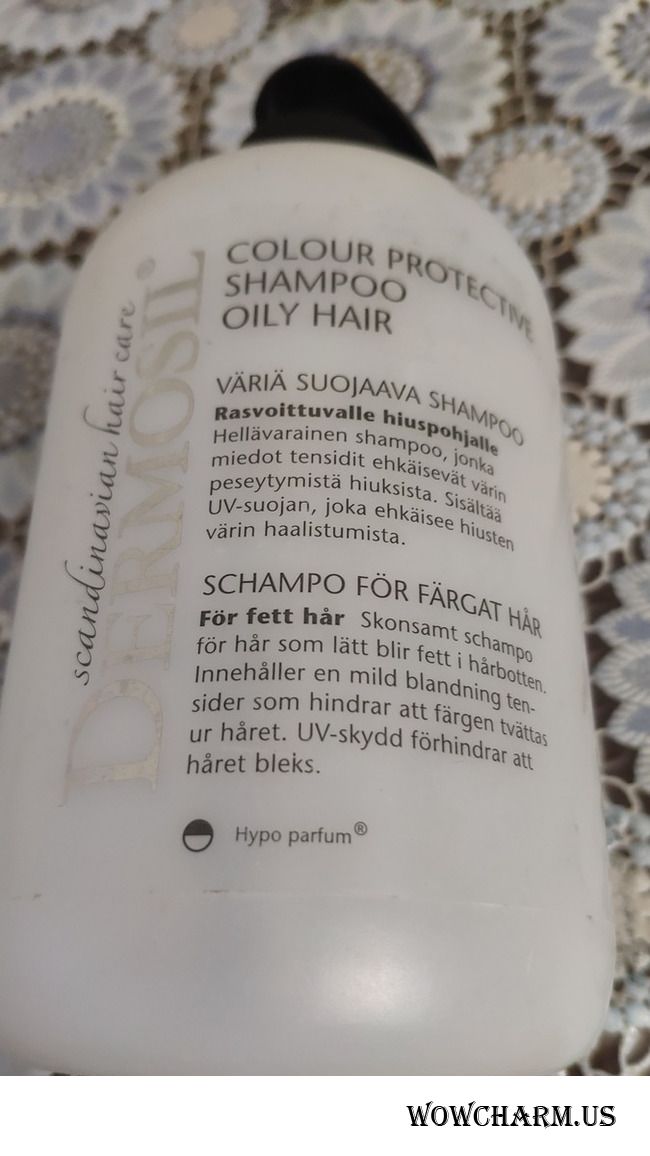 scandinavian hair care
DERMOSIL®
COLOUR PROTECTIVE
SHAMPOO
OILY HAIR
VÄRIÄ SUOJAAVA SHAMPOO
Rasvoittuvalle hiuspohjalle
Hellävarainen shampoo, jonka
miedot tensidit ehkäisevät värin
peseytymistä hiuksista. Sisältää
UV-suojan, joka ehkäisee hiusten
värin haalistumista.
SCHAMPO FÖR FÄRGAT HÅR
För fett hår Skonsamt schampo
för hår som lätt blir fett i hårbotten.
Innehåller en mild blandning ten-
sider som hindrar att färgen tvättas
ur håret. UV-skydd förhindrar att
håret bleks.
Hypo parfum®
WOWCHARM.US